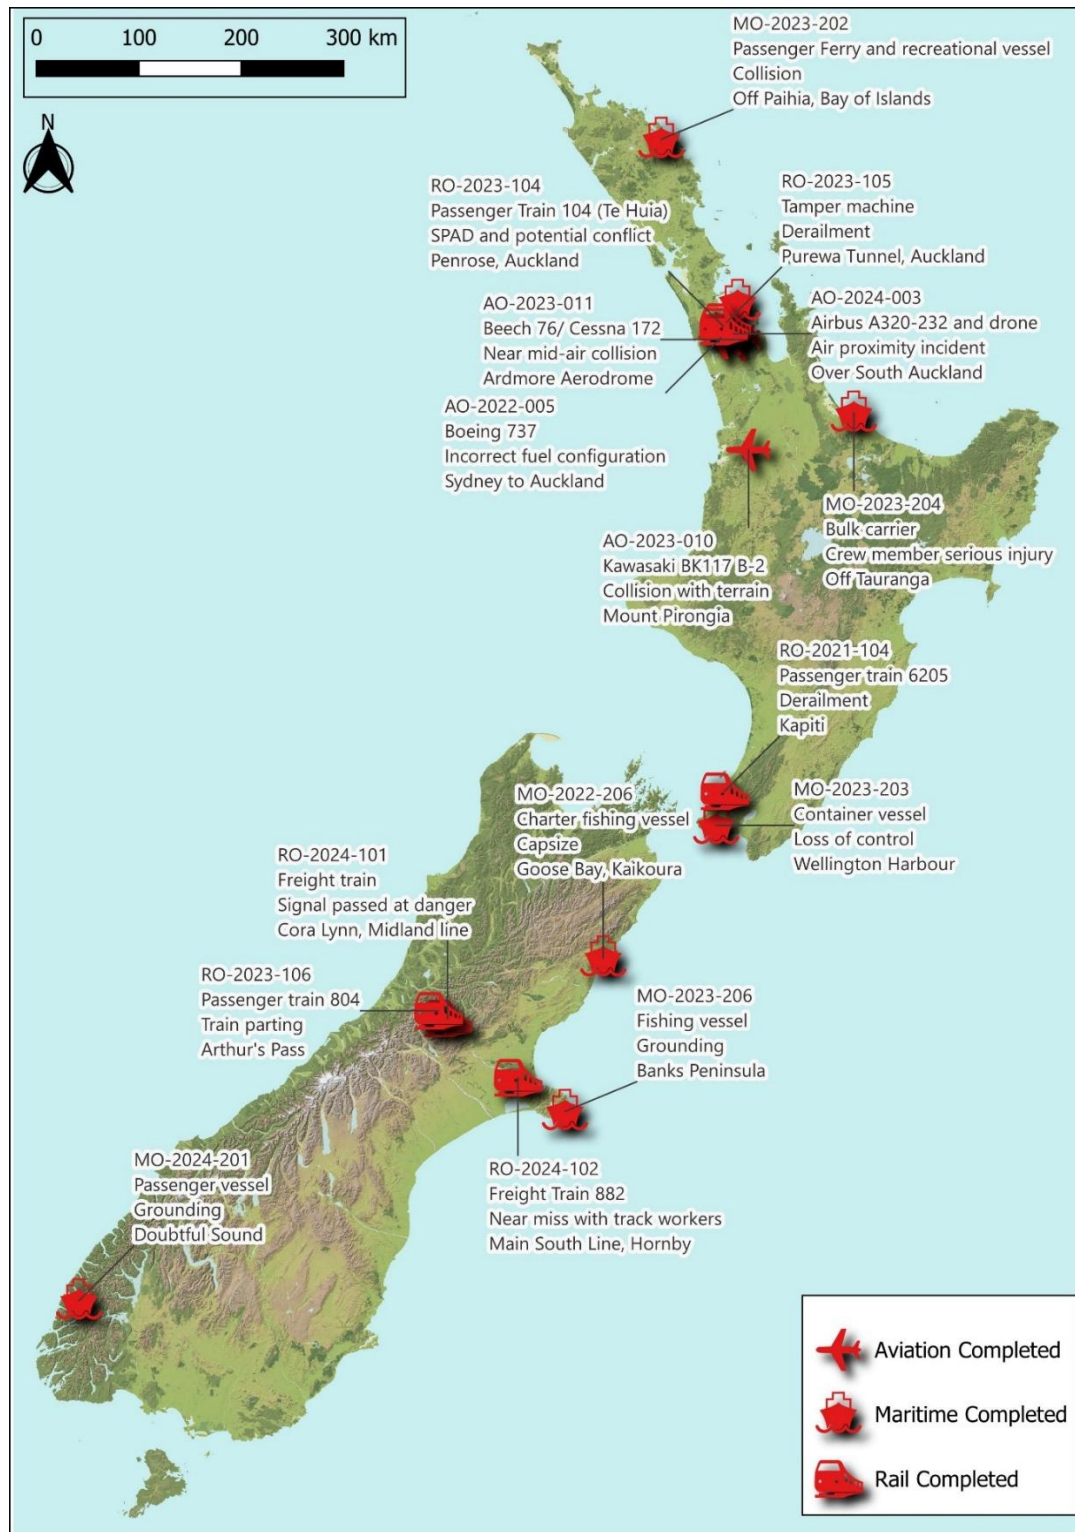 0 100 200 300 km
N
MO-2023-202
Passenger Ferry and recreational vessel
Collision
Off Paihia, Bay of Islands
RO-2023-104
Passenger Train 104 (Te Huia)
SPAD and potential conflict
Penrose, Auckland
RO-2023-105
Tamper machine
Derailment
Purewa Tunnel, Auckland
AO-2023-011
Beech 76/ Cessna 172
Near mid-air collision
Ardmore Aerodrome
AO-2024-003
Airbus A320-232 and drone
Air proximity incident
Over South Auckland
AO-2022-005
Boeing 737
Incorrect fuel configuration
Sydney to Auckland
MO-2023-204
Bulk carrier
Crew member serious injury
Off Tauranga
AO-2023-010
Kawasaki BK117 B-2
Collision with terrain
Mount Pirongia
RO-2021-104
Passenger train 6205
Derailment
Kapiti
MO-2023-203
Container vessel
Loss of control
Wellington Harbour
MO-2022-206
Charter fishing vessel
Capsize
Goose Bay, Kaikoura
RO-2024-101
Freight train
Signal passed at danger
Cora Lynn, Midland line
RO-2023-106
Passenger train 804
Train parting
Arthur's Pass
MO-2023-206
Fishing vessel
Grounding
Banks Peninsula
MO-2024-201
Passenger vessel
Grounding
Doubtful Sound
RO-2024-102
Freight Train 882
Near miss with track workers
Main South Line, Hornby
Aviation Completed
Maritime Completed
Rail Completed